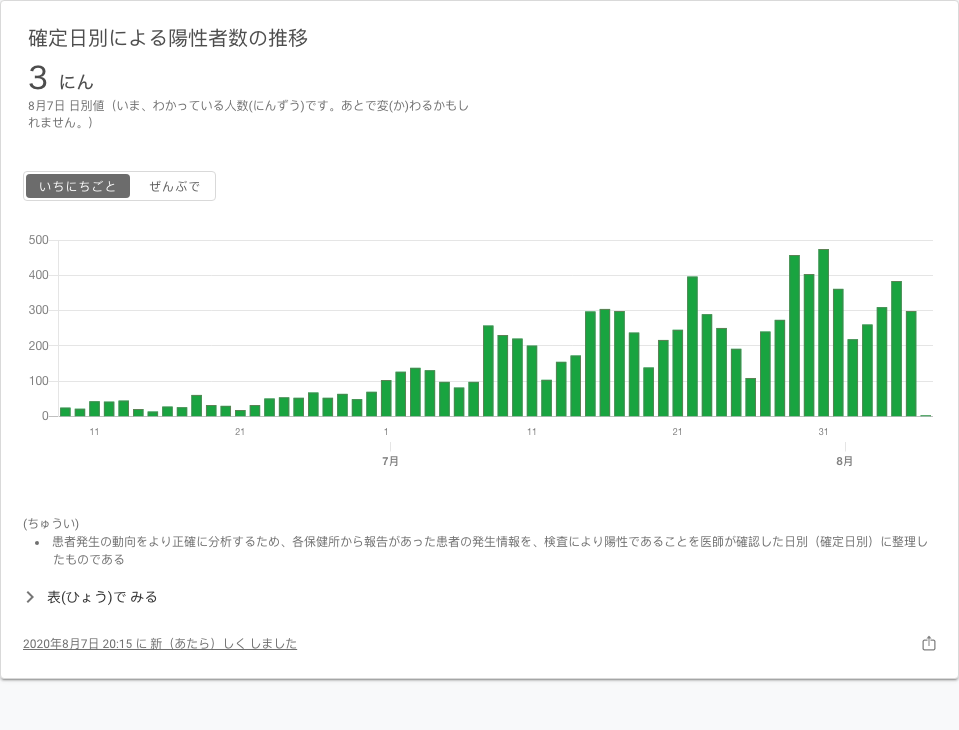 確定日別による陽性者数の推移
3 にん
8月7日 日別値（いま、わかっている人数(にんずう)です。あとで変(か)わるかもし
れません。）
いちにちごと ぜんぶで
500
400
300
200
100
0
11 21 1 11 21 31
7月 8月
(ちゅうい)
• 患者発生の動向をより正確に分析するため、各保健所から報告があった患者の発生情報を、検査により陽性であることを医師が確認した日別（確定日別）に整理し
たものである
表(ひょう)で みる
2020年8月7日 20:15 に 新（あたら）しく しました